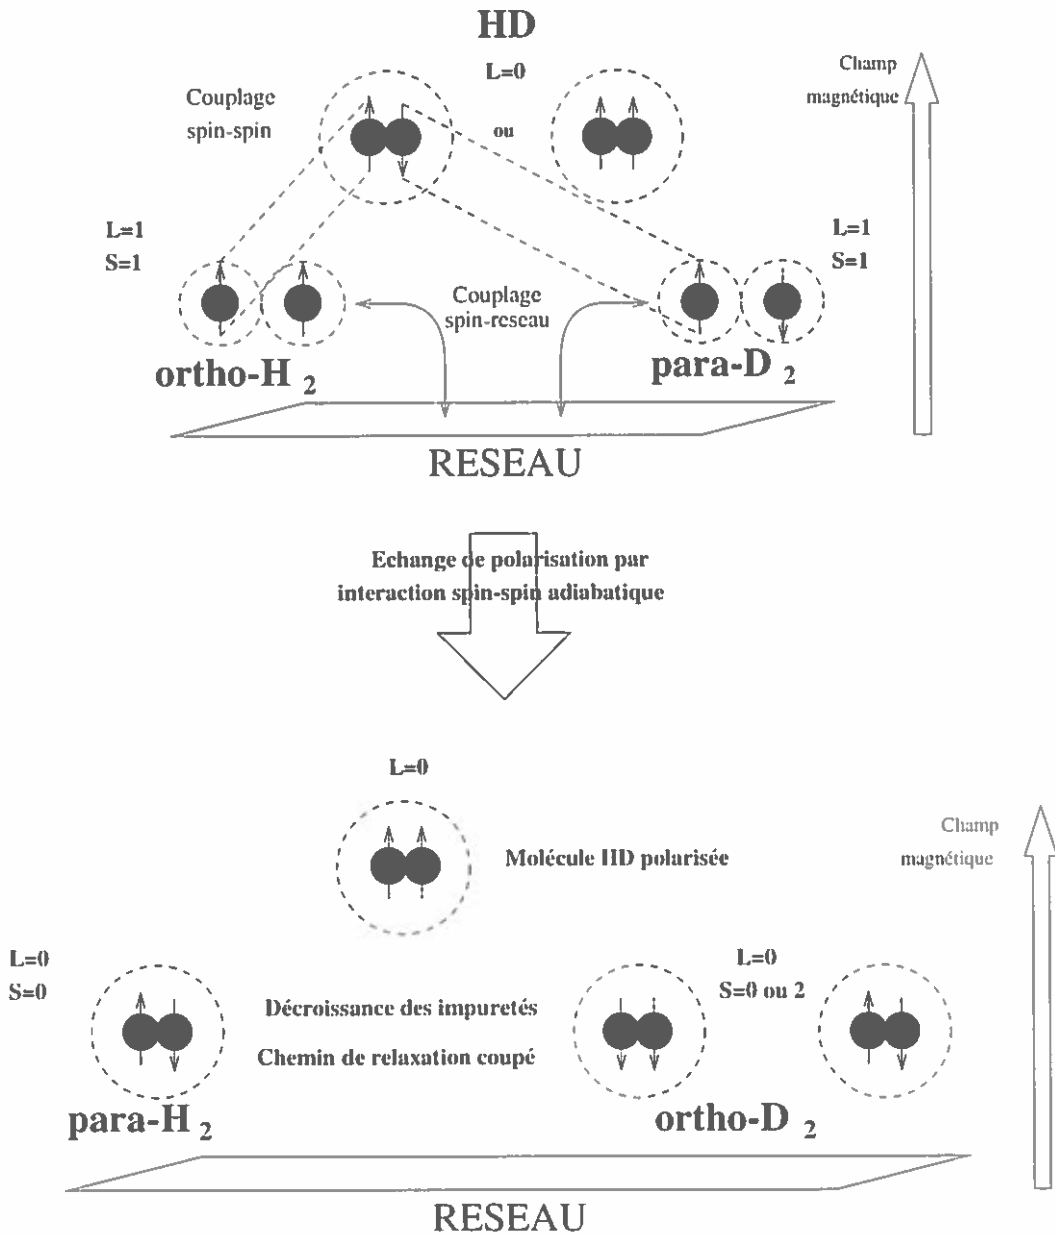 HD
L=0
Champ
magnétique
Couplage
spin-spin
ou
L=1
S=1
L=1
S=1
Couplage
spin-reseau
ortho-H 2
para-D 2
RESEAU
Echange de polarisation par
interaction spin-spin adiabatique
L=0
Champ
magnétique
Molécule HD polarisée
L=0
S=0
L=0
S=0 ou 2
Décroissance des impuretés
Chemin de relaxation coupé
para-H 2
ortho-D 2
RESEAU